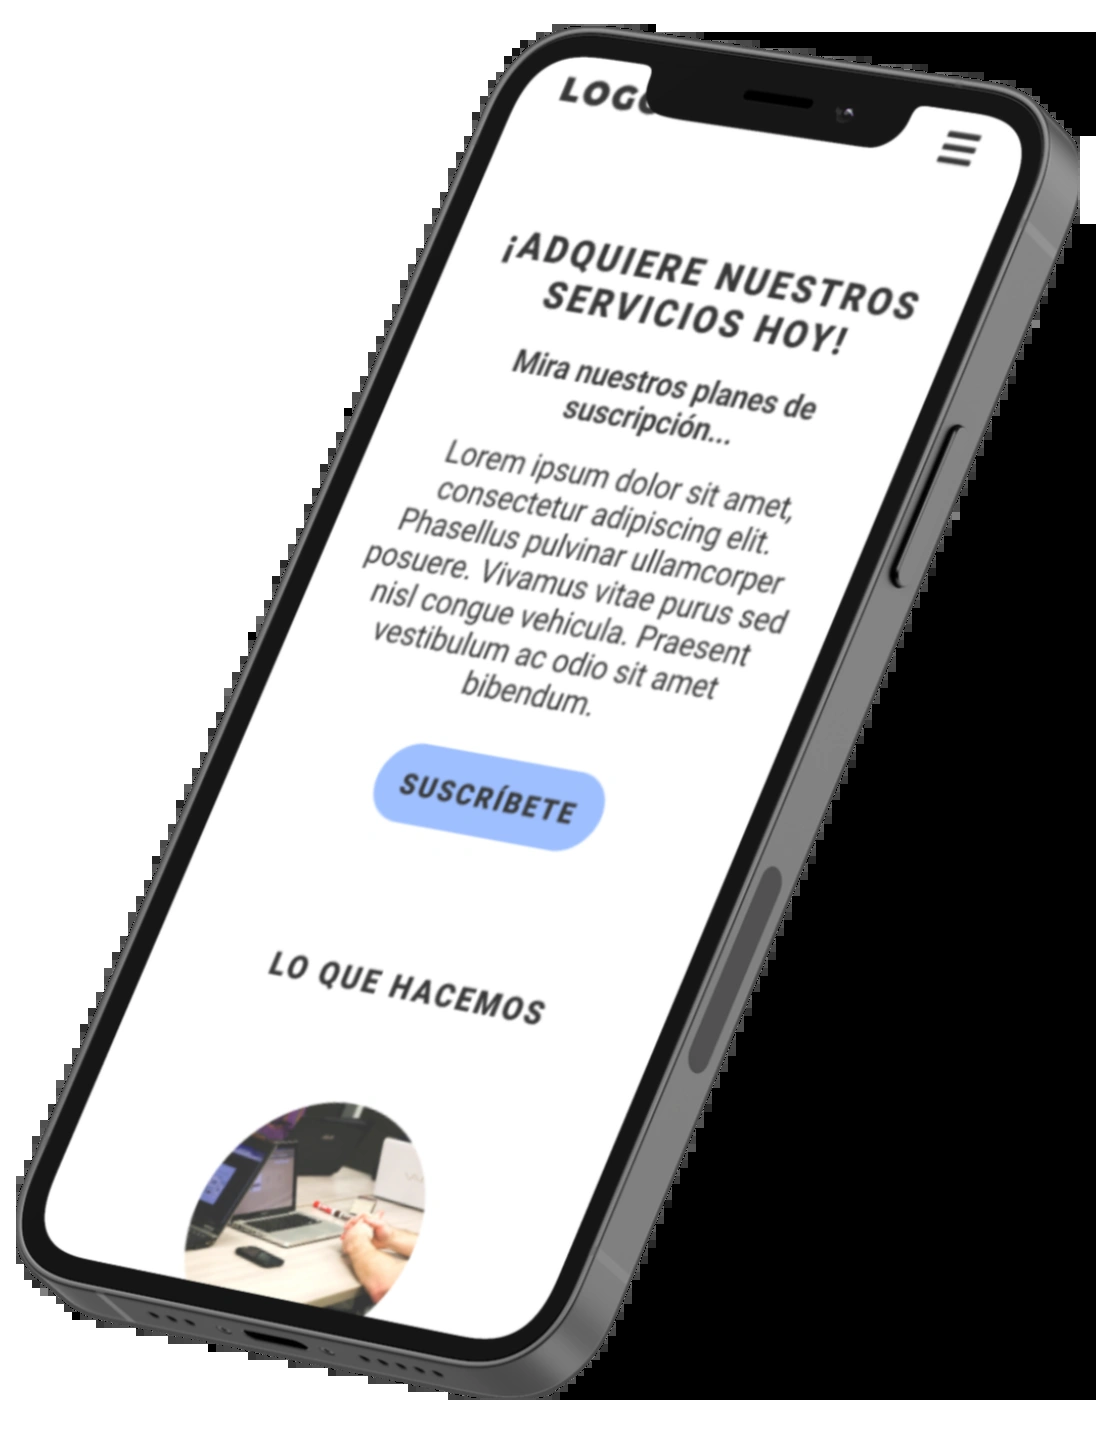 ¡ADQUIERE NUESTROS
SERVICIOS HOY!
Mira nuestros planes de
suscripción...
Lorem ipsum dolor sit amet,
consectetur adipiscing elit.
Phasellus pulvinar ullamcorper
posuere. Vivamus vitae purus sed
nisl congue vehicula. Praesent
vestibulum ac odio sit amet
bibendum.
SUSCRÍBETE
LO QUE HACEMOS